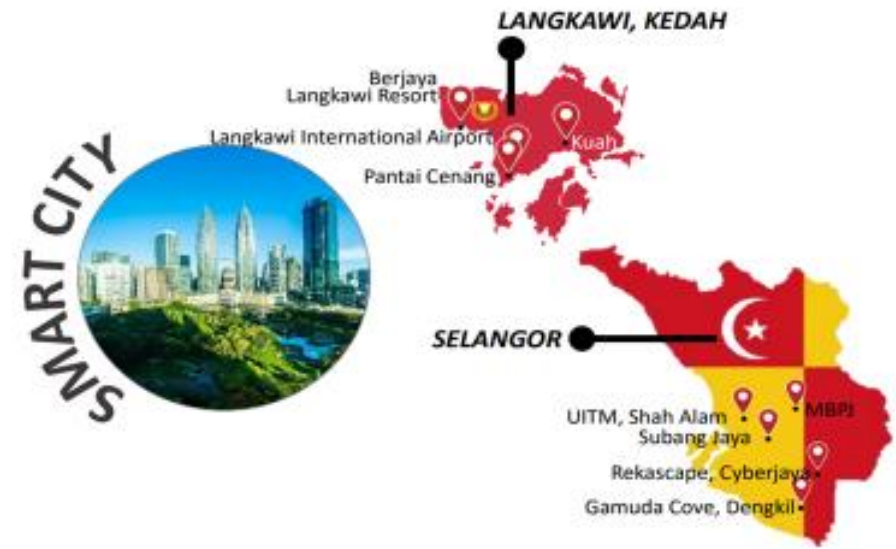 SMART CITY
LANGKAWI, KEDAH
Berjaya
Langkawi Resort
Langkawi International Airport
Kuah
Pantai Cenang
SELANGOR
MBPJ
UITM, Shah Alam
Subang Jaya
Rekascape, Cyberjaya
Gamuda Cove, Dengkil